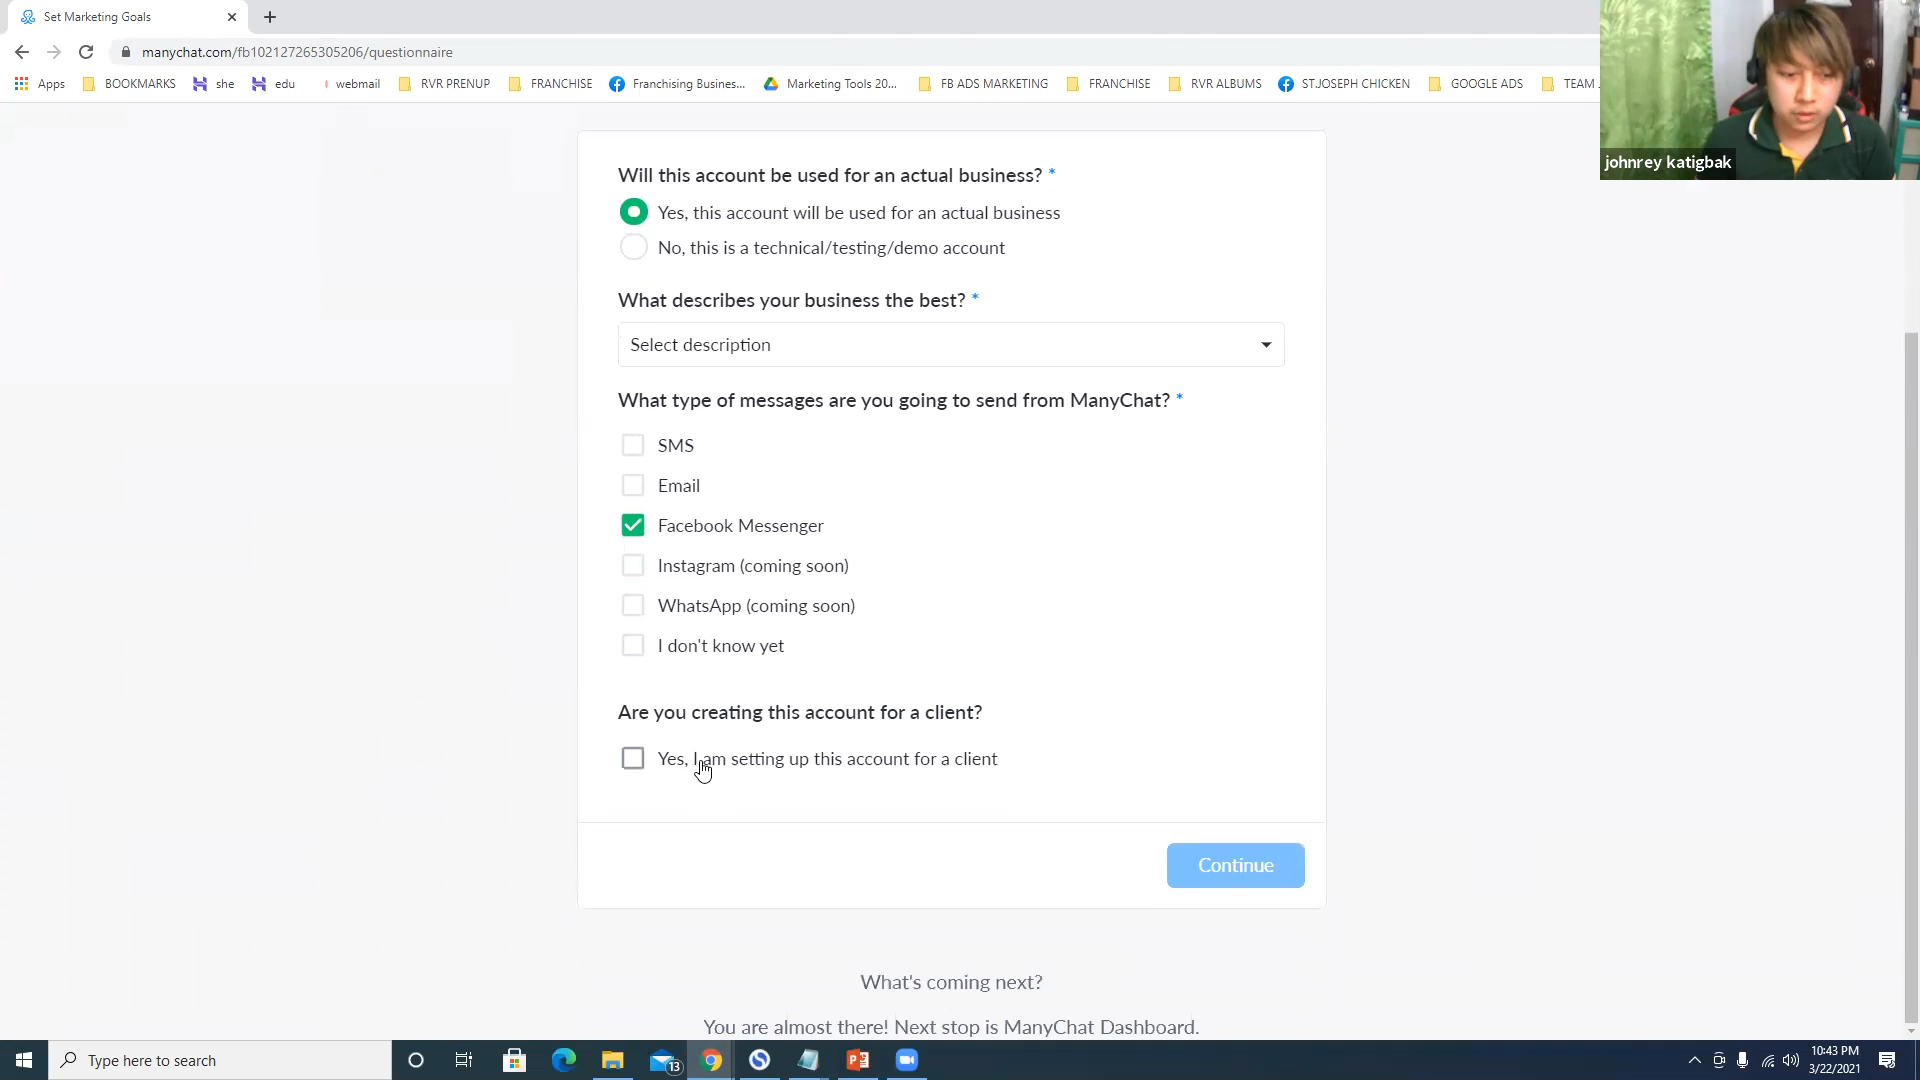 Set Marketing Goals
manychat.com/fb102127265305206/questionnaire
Apps BOOKMARKS she edu webmail RVR PRENUP FRANCHISE Franchising Busines... Marketing Tools 20... FB ADS MARKETING FRANCHISE RVR ALBUMS ST.JOSEPH CHICKEN GOOGLE ADS TEAM
johnrey katigbak
Will this account be used for an actual business? *
Yes, this account will be used for an actual business
No, this is a technical/testing/demo account
What describes your business the best? *
Select description
What type of messages are you going to send from ManyChat? *
SMS
Email
Facebook Messenger
Instagram (coming soon)
WhatsApp (coming soon)
I don't know yet
Are you creating this account for a client?
Yes, I am setting up this account for a client
Continue
What's coming next?
You are almost there! Next stop is ManyChat Dashboard.
Type here to search
13
10:43 PM
3/22/2021